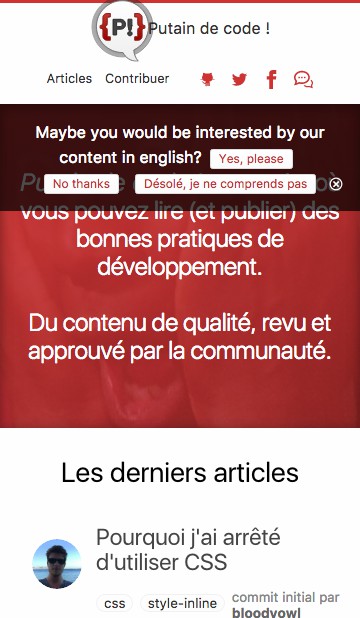 {P!} Putain de code !
Articles Contribuer
Maybe you would be interested by our
content in english? Yes, please
No thanks Désolé, je ne comprends pas
où
vous pouvez lire (et publier) des
bonnes pratiques de
développement.
Du contenu de qualité, revu et
approuvé par la communauté.
Les derniers articles
Pourquoi j'ai arrêté
d'utiliser CSS
css style-inline commit initial par
bloodyowl